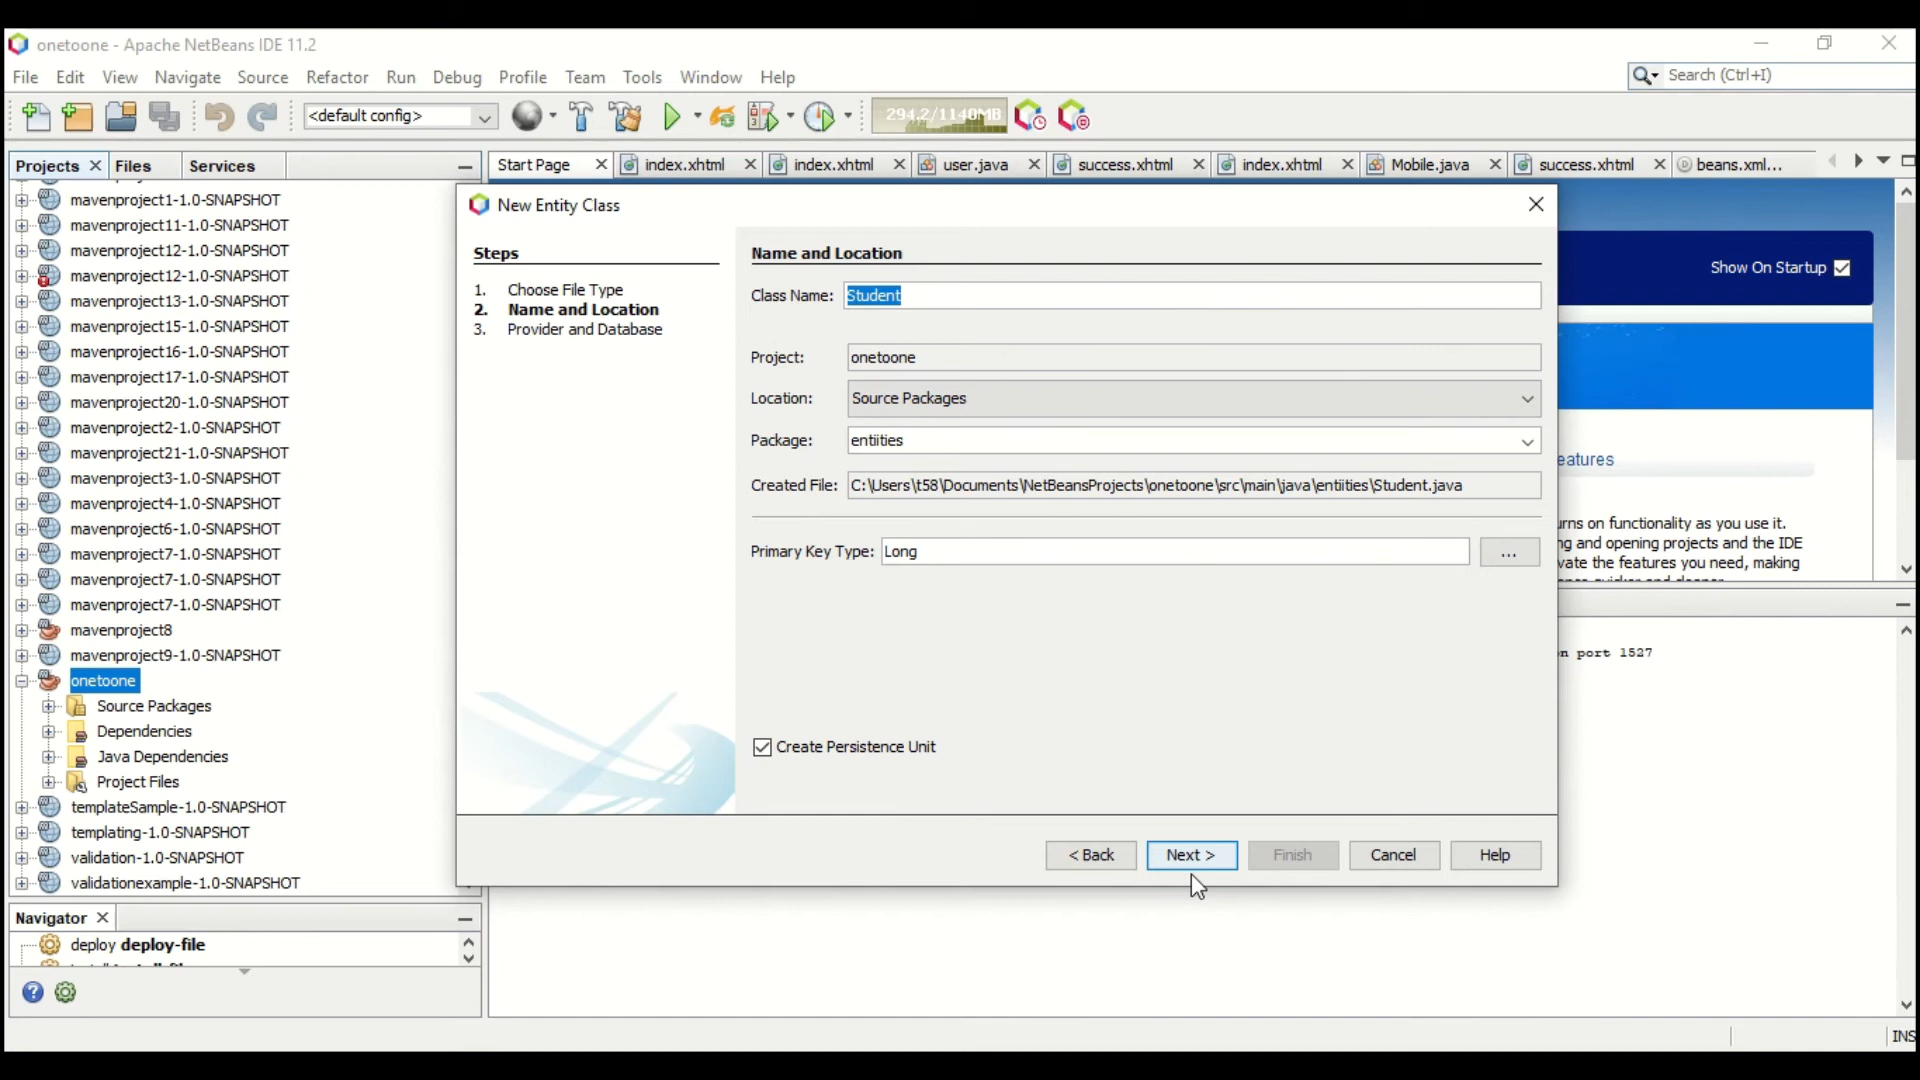 onetoone - Apache NetBeans IDE 11.2
File Edit View Navigate Source Refactor Run Debug Profile Team Tools Window Help
Search (Ctrl+I)
<default config>
294.2/1140MB
Projects Files Services
Start Page index.xhtml index.xhtml user.java success.xhtml index.xhtml Mobile.java success.xhtml beans.xml...
mavenproject1-1.0-SNAPSHOT
mavenproject11-1.0-SNAPSHOT
mavenproject12-1.0-SNAPSHOT
mavenproject12-1.0-SNAPSHOT
mavenproject13-1.0-SNAPSHOT
mavenproject15-1.0-SNAPSHOT
mavenproject16-1.0-SNAPSHOT
mavenproject17-1.0-SNAPSHOT
mavenproject20-1.0-SNAPSHOT
mavenproject2-1.0-SNAPSHOT
mavenproject21-1.0-SNAPSHOT
mavenproject3-1.0-SNAPSHOT
mavenproject4-1.0-SNAPSHOT
mavenproject6-1.0-SNAPSHOT
mavenproject7-1.0-SNAPSHOT
mavenproject7-1.0-SNAPSHOT
mavenproject7-1.0-SNAPSHOT
mavenproject8
mavenproject9-1.0-SNAPSHOT
onetoone
Source Packages
Dependencies
Java Dependencies
Project Files
templateSample-1.0-SNAPSHOT
templating-1.0-SNAPSHOT
validation-1.0-SNAPSHOT
validationexample-1.0-SNAPSHOT
Navigator
deploy deploy-file
New Entity Class
Steps
1. Choose File Type
2. Name and Location
3. Provider and Database
Name and Location
Class Name: Student
Project: onetoone
Location: Source Packages
Package: entiities
Created File: C:\Users\t58\Documents\NetBeansProjects\onetoone\src\main\java\entiities\Student.java
Primary Key Type: Long ...
Create Persistence Unit
< Back Next > Finish Cancel Help
Show On Startup
eatures
urns on functionality as you use it.
ng and opening projects and the IDE
vate the features you need, making
n port 1527
INS